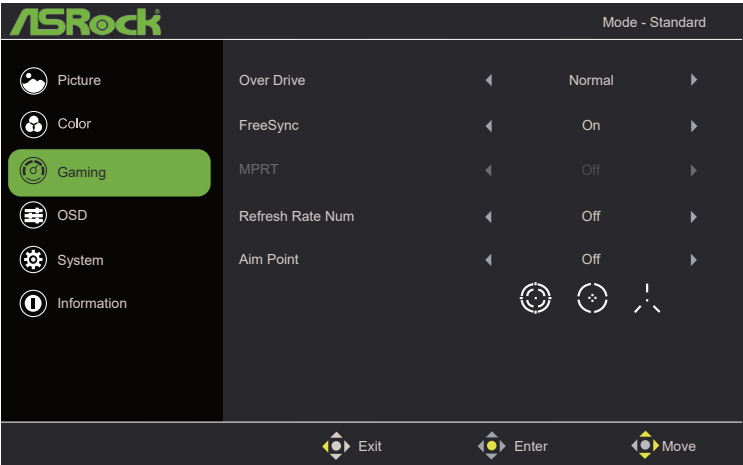 ASRock
Mode - Standard
Picture
Over Drive Normal
Color
FreeSync On
Gaming
MPRT Off
OSD
Refresh Rate Num Off
System
Aim Point Off
Information
Exit Enter Move